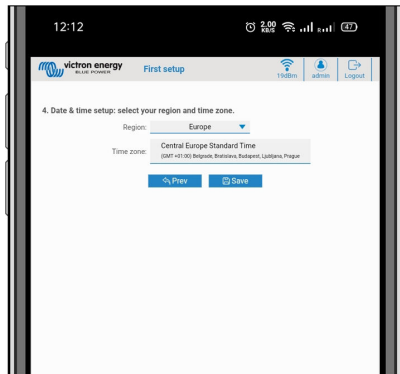 12:12
2.00
KB/S
R
47
victron energy
BLUE POWER
First setup
19dBm
admin
Logout
4. Date & time setup: select your region and time zone.
Region:
Europe
Time zone:
Central Europe Standard Time
(GMT +01:00) Belgrade, Bratislava, Budapest, Ljubljana, Prague
Prev
Save